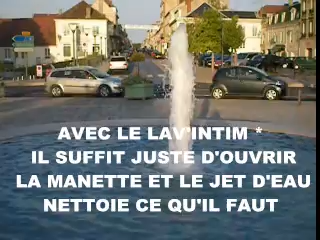 AVEC LE LAV'INTIM *
IL SUFFIT JUSTE D'OUVRIR
LA MANETTE ET LE JET D'EAU
NETTOIE CE QU'IL FAUT